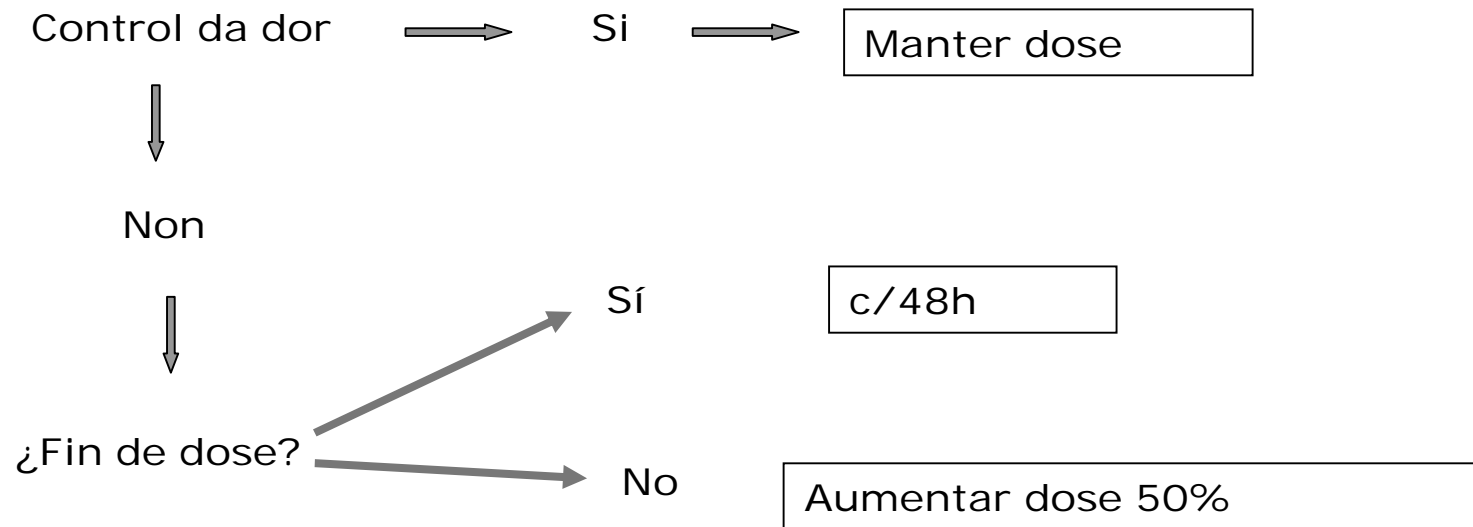 Control da dor
Si
Manter dose
Non
Sí
c/48h
¿Fin de dose?
No
Aumentar dose 50%